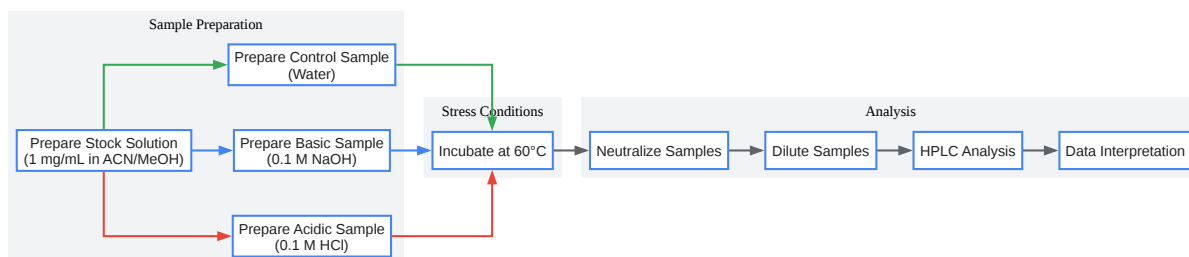 Sample Preparation
Prepare Control Sample
(Water)
Prepare Stock Solution
(1 mg/mL in ACN/MeOH)
Prepare Basic Sample
(0.1 M NaOH)
Prepare Acidic Sample
(0.1 M HCl)
Stress Conditions
Incubate at 60°C
Analysis
Neutralize Samples
Dilute Samples
HPLC Analysis
Data Interpretation